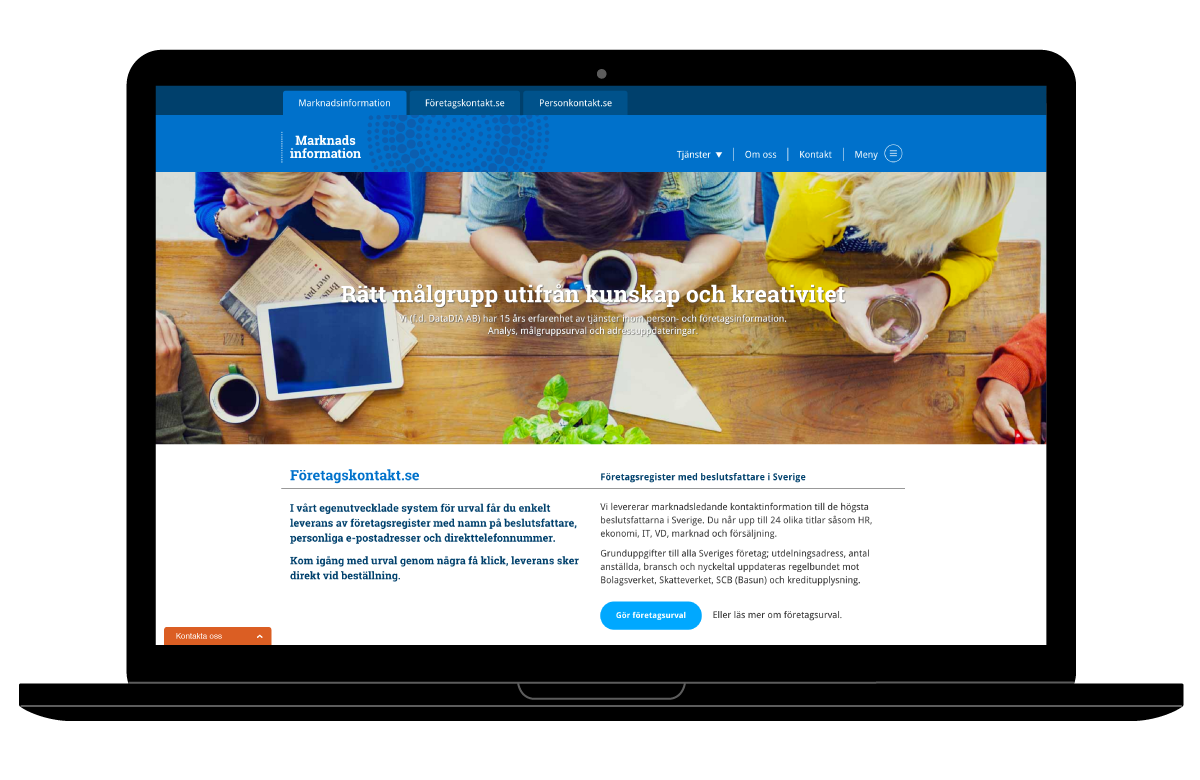 Marknadsinformation
Företagskontakt.se
Personkontakt.se
Marknads
information
Tjänster
Om oss
Kontakt
Meny
Rätt målgrupp utifrån kunskap och kreativitet
Vi (f.d. DataDIA AB) har 15 års erfarenhet av tjänster inom person- och företagsinformation.
Analys, målgruppsurval och adressuppdateringar.
Företagskontakt.se
I vårt egenutvecklade system för urval får du enkelt
leverans av företagsregister med namn på beslutsfattare,
personliga e-postadresser och direkttelefonnummer.
Kom igång med urval genom några få klick, leverans sker
direkt vid beställning.
Företagsregister med beslutsfattare i Sverige
Vi levererar marknadsledande kontaktinformation till de högsta
beslutsfattarna i Sverige. Du når upp till 24 olika titlar såsom HR,
ekonomi, IT, VD, marknad och försäljning.
Grunduppgifter till alla Sveriges företag; utdelningsadress, antal
anställda, bransch och nyckeltal uppdateras regelbundet mot
Bolagsverket, Skatteverket, SCB (Basun) och kreditupplysning.
Gör företagsurval
Eller läs mer om företagsurval.
Kontakta oss